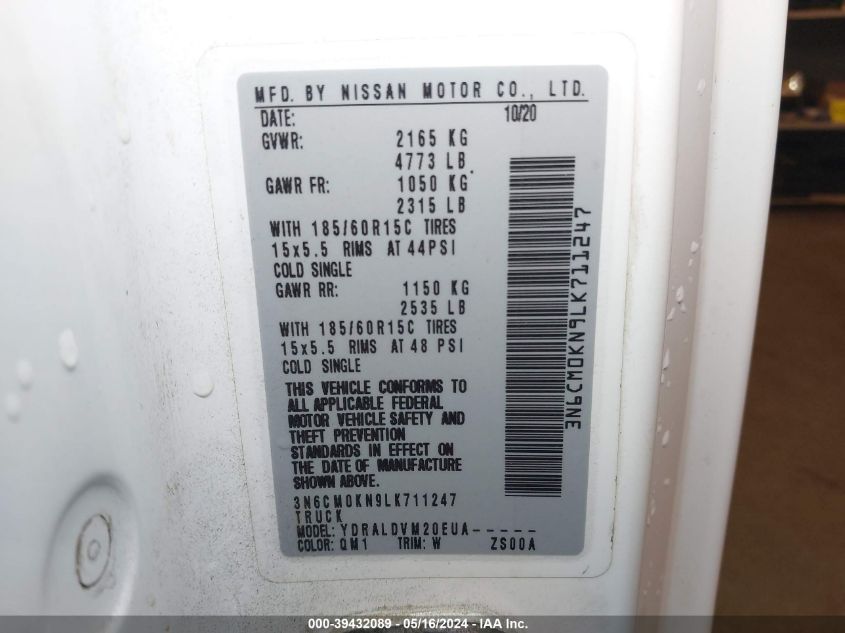 MFD. BY NISSAN MOTOR CO., LTD.
DATE: 10/20
GVWR: 2165 KG
4773 LB
GAWR FR: 1050 KG
2315 LB
WITH 185/60R15C TIRES
15x5.5 RIMS AT 44PSI
COLD SINGLE
GAWR RR: 1150 KG
2535 LB
WITH 185/60R15C TIRES
15x5.5 RIMS AT 48 PSI
COLD SINGLE
THIS VEHICLE CONFORMS TO
ALL APPLICABLE FEDERAL
MOTOR VEHICLE SAFETY AND
THEFT PREVENTION
STANDARDS IN EFFECT ON
THE DATE OF MANUFACTURE
SHOWN ABOVE.
3N6CM0KN9LK711247
TRUCK
MODEL: YDRALDVM20EUA-----
COLOR: QM1 TRIM: W ZS00A
3N6CM0KN9LK711247
000-39432089 - 05/16/2024 - IAA Inc.